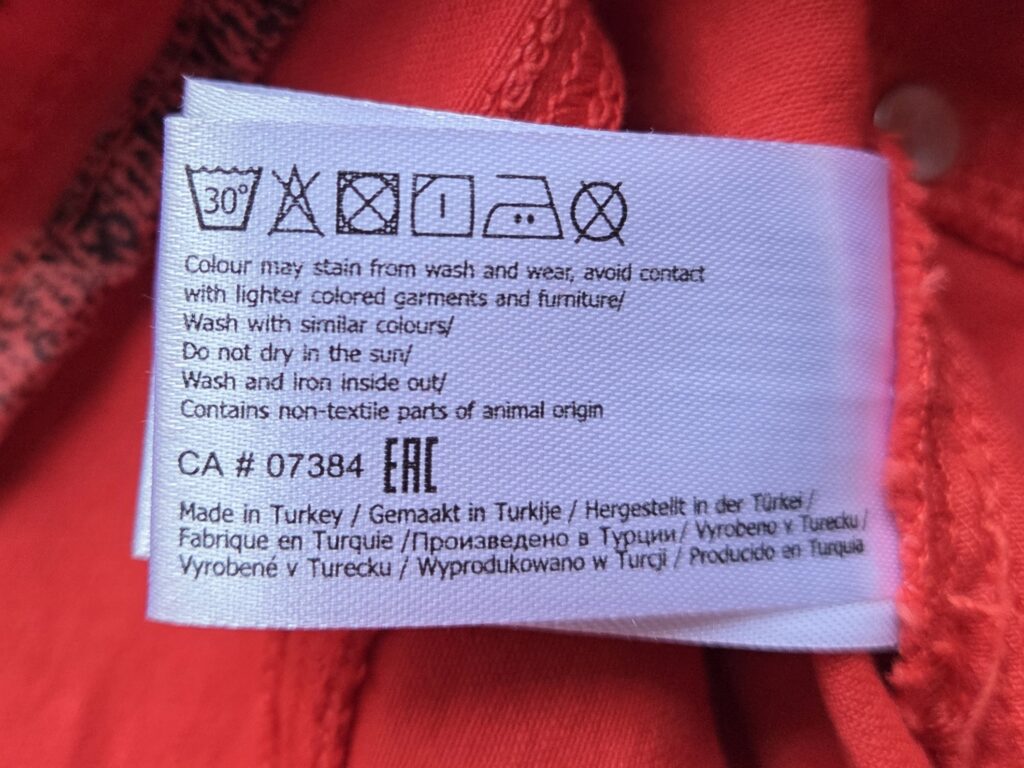 30°
Colour may stain from wash and wear, avoid contact
with lighter colored garments and furniture/
Wash with similar colours/
Do not dry in the sun/
Wash and iron inside out/
Contains non-textile parts of animal origin
CA # 07384 EAC
Made in Turkey / Gemaakt in Turkije / Hergestellt in der Türkei /
Fabrique en Turquie /Произведено в Турции/ Vyrobeno v Turecku/
Vyrobené v Turecku / Wyprodukowano w Turcji / Producido en Turquia